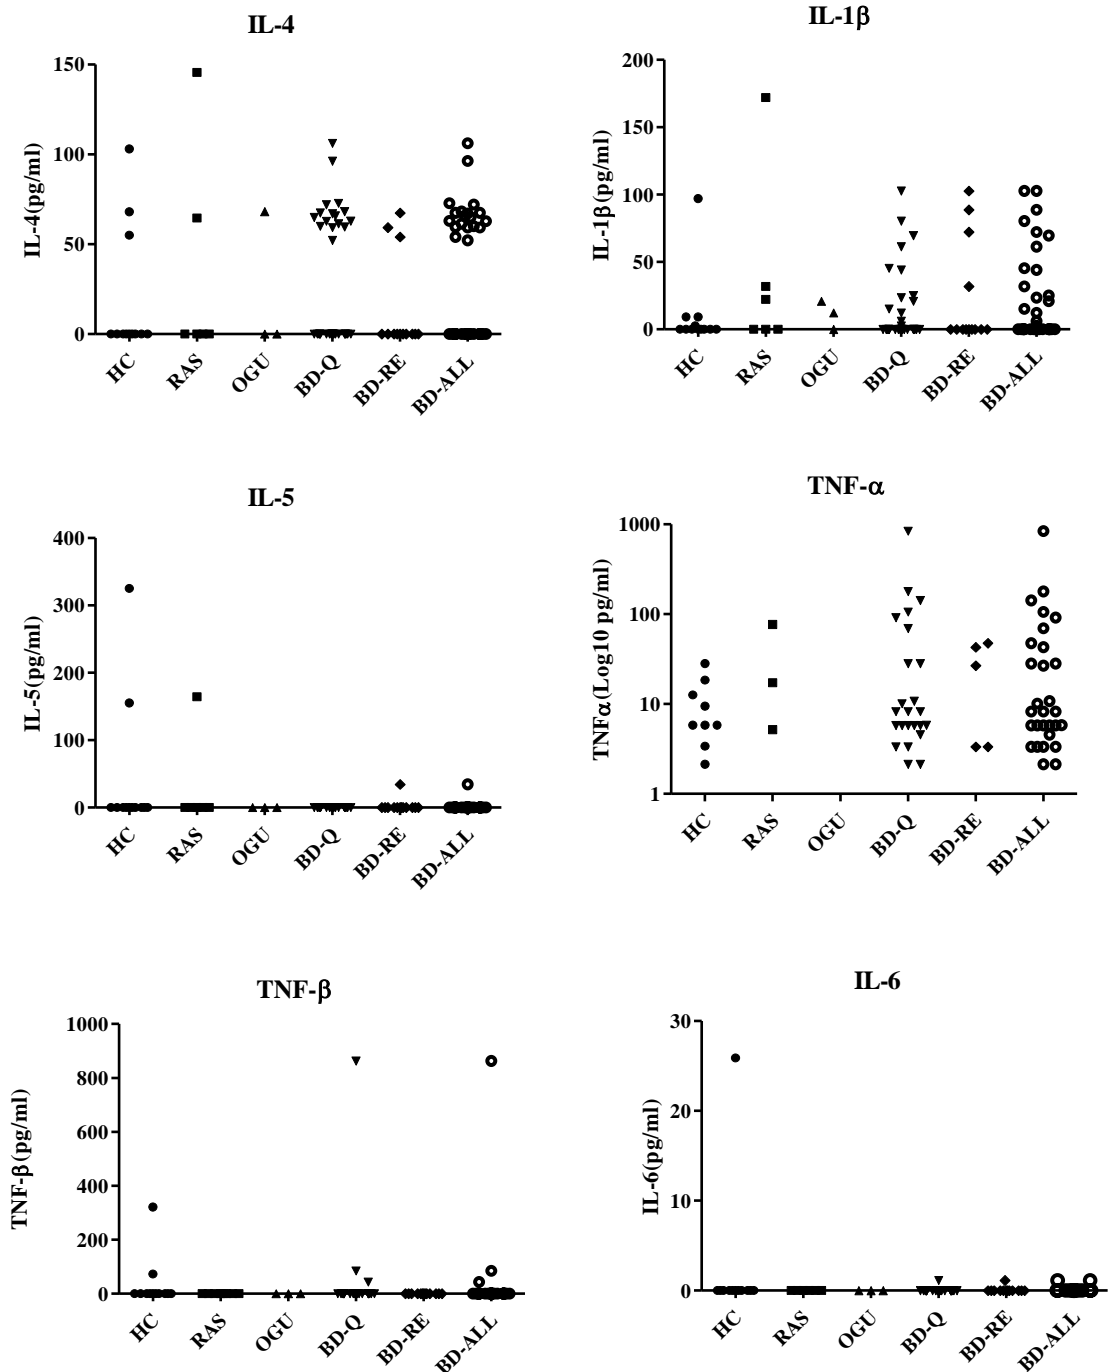 IL-4
150
100
50
0
IL-4(pg/ml)
HC
RAS
OGU
BD-Q
BD-RE
BD-ALL
IL-1β
200
150
100
50
0
IL-1β(pg/ml)
HC
RAS
OGU
BD-Q
BD-RE
BD-ALL
IL-5
400
300
200
100
0
IL-5(pg/ml)
HC
RAS
OGU
BD-Q
BD-RE
BD-ALL
TNF-α
1000
100
10
1
TNFα(Log10 pg/ml)
HC
RAS
OGU
BD-Q
BD-RE
BD-ALL
TNF-β
1000
800
600
400
200
0
TNF-β(pg/ml)
HC
RAS
OGU
BD-Q
BD-RE
BD-ALL
IL-6
30
20
10
0
IL-6(pg/ml)
HC
RAS
OGU
BD-Q
BD-RE
BD-ALL